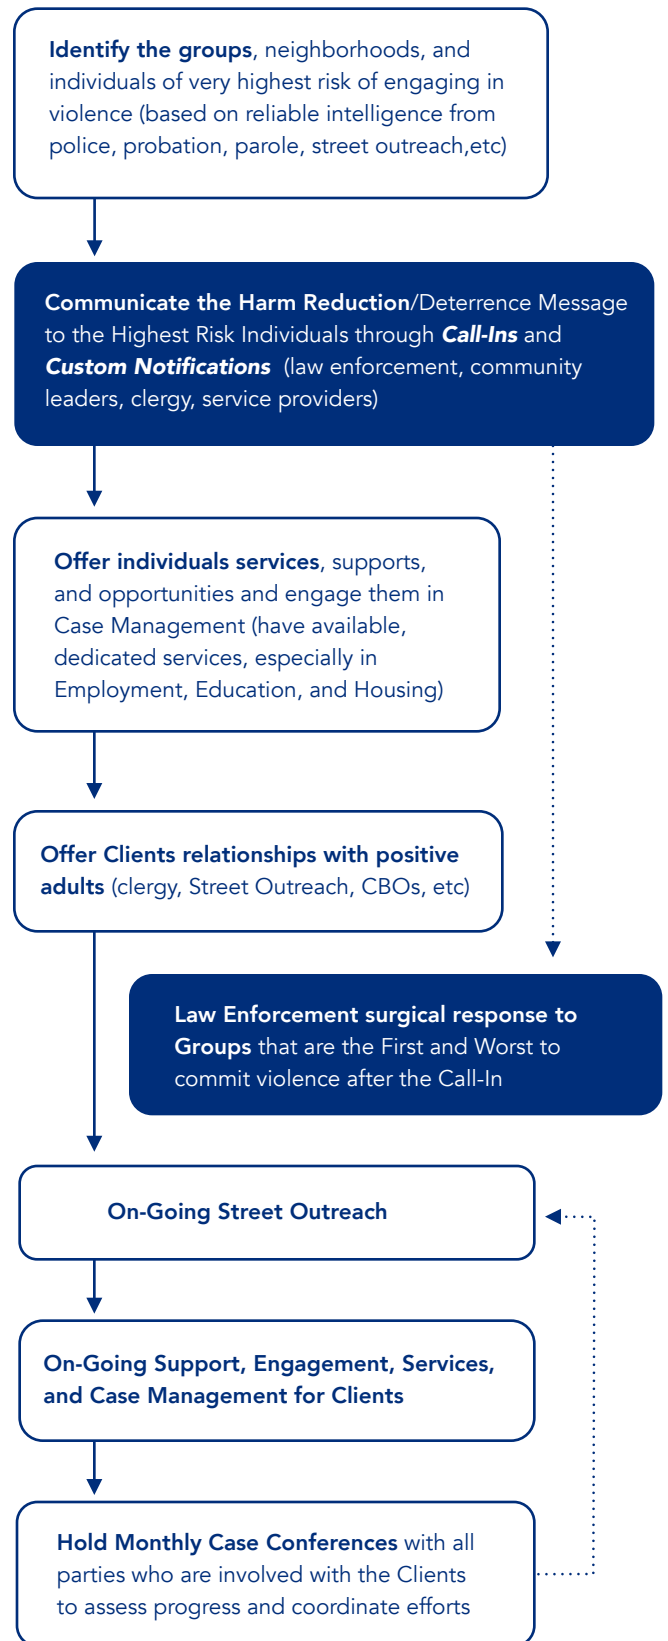 Identify the groups, neighborhoods, and
individuals of very highest risk of engaging in
violence (based on reliable intelligence from
police, probation, parole, street outreach,etc)
Communicate the Harm Reduction/Deterrence Message
to the Highest Risk Individuals through Call-Ins and
Custom Notifications (law enforcement, community
leaders, clergy, service providers)
Offer individuals services, supports,
and opportunities and engage them in
Case Management (have available,
dedicated services, especially in
Employment, Education, and Housing)
Offer Clients relationships with positive
adults (clergy, Street Outreach, CBOs, etc)
Law Enforcement surgical response to
Groups that are the First and Worst to
commit violence after the Call-In
On-Going Street Outreach
On-Going Support, Engagement, Services,
and Case Management for Clients
Hold Monthly Case Conferences with all
parties who are involved with the Clients
to assess progress and coordinate efforts